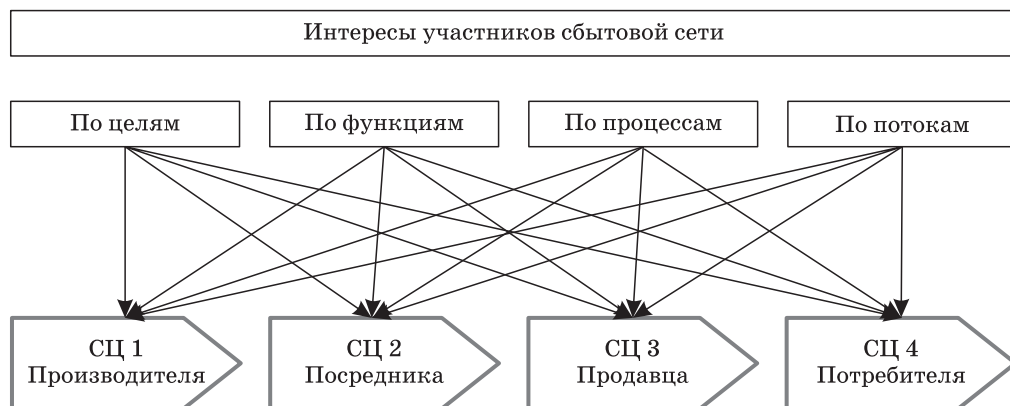 Интересы участников сбытовой сети
По целям
По функциям
По процессам
По потокам
СЦ 1
Производителя
СЦ 2
Посредника
СЦ 3
Продавца
СЦ 4
Потребителя